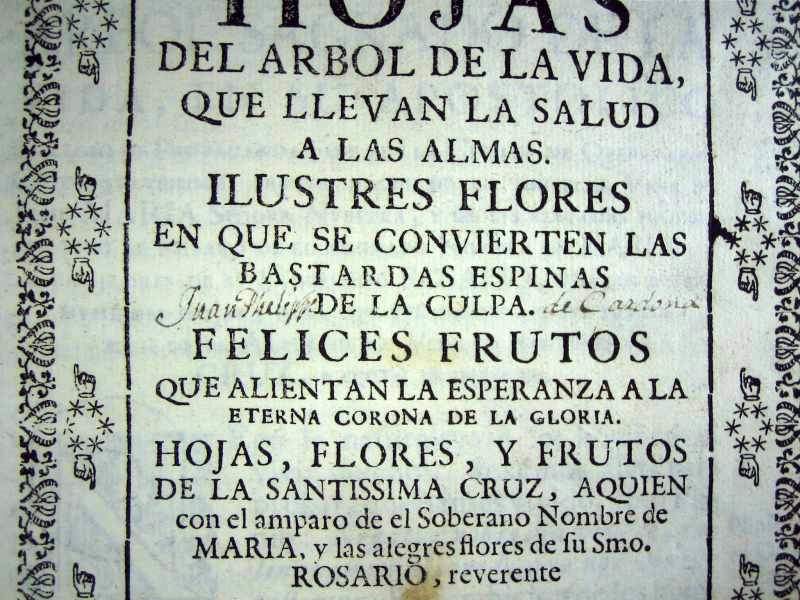 HOJAS
DEL ARBOL DE LA VIDA,
QUE LLEVAN LA SALUD
A LAS ALMAS.
ILUSTRES FLORES
EN QUE SE CONVIERTEN LAS
BASTARDAS ESPINAS
Juan Phelippe DE LA CULPA. de Cardona
FELICES FRUTOS
QUE ALIENTAN LA ESPERANZA A LA
ETERNA CORONA DE LA GLORIA.
HOJAS, FLORES, Y FRUTOS
DE LA SANTISSIMA CRUZ, AQUIEN
con el amparo de el Soberano Nombre de
MARIA, y las alegres flores de ſu Smo.
ROSARIO, reverente